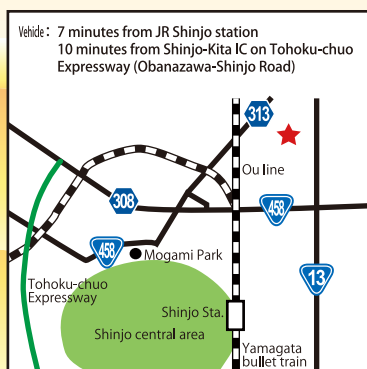 Vehicle: 7 minutes from JR Shinjo station
10 minutes from Shinjo-Kita IC on Tohoku-chuo
Expressway (Obanazawa-Shinjo Road)
313
Ou line
308
458
458
Mogami Park
13
Tohoku-chuo
Expressway
Shinjo Sta.
Shinjo central area
Yamagata
bullet train